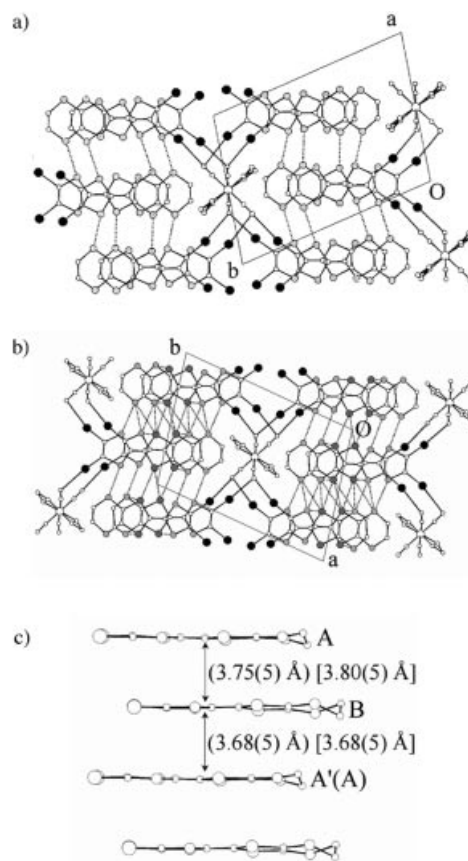 a)
a
O
b
b)
b
O
a
c)
A
(3.75(5) Å) [3.80(5) Å]
B
(3.68(5) Å) [3.68(5) Å]
A'(A)